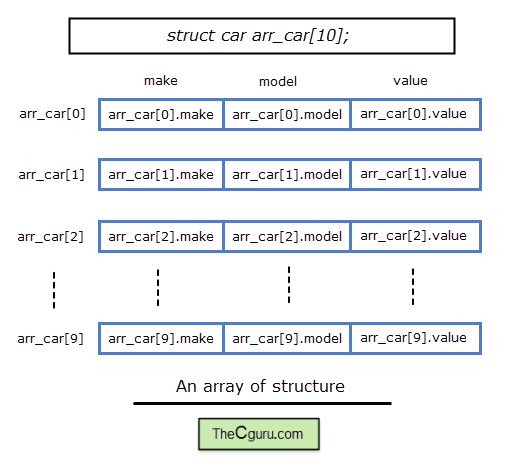 struct car arr_car[10];
make model value
arr_car[0] arr_car[0].make arr_car[0].model arr_car[0].value
arr_car[1] arr_car[1].make arr_car[1].model arr_car[1].value
arr_car[2] arr_car[2].make arr_car[2].model arr_car[2].value
arr_car[9] arr_car[9].make arr_car[9].model arr_car[9].value
An array of structure
TheCguru.com